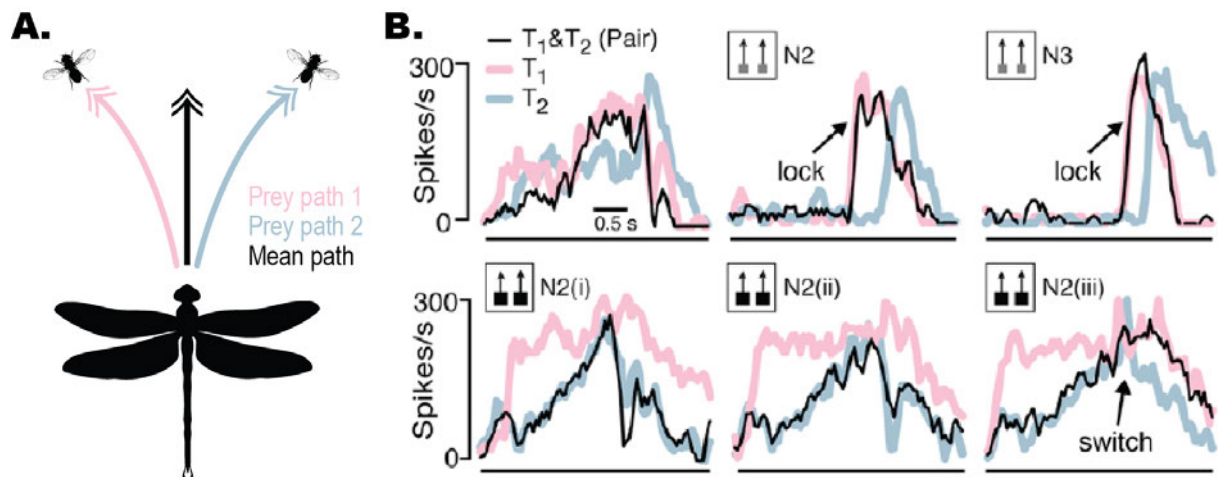 A.
Prey path 1
Prey path 2
Mean path
B.
T1&T2 (Pair)
T1
T2
300
Spikes/s
0
0.5 s
N2
lock
N3
lock
300
Spikes/s
0
N2(i)
N2(ii)
N2(iii)
switch